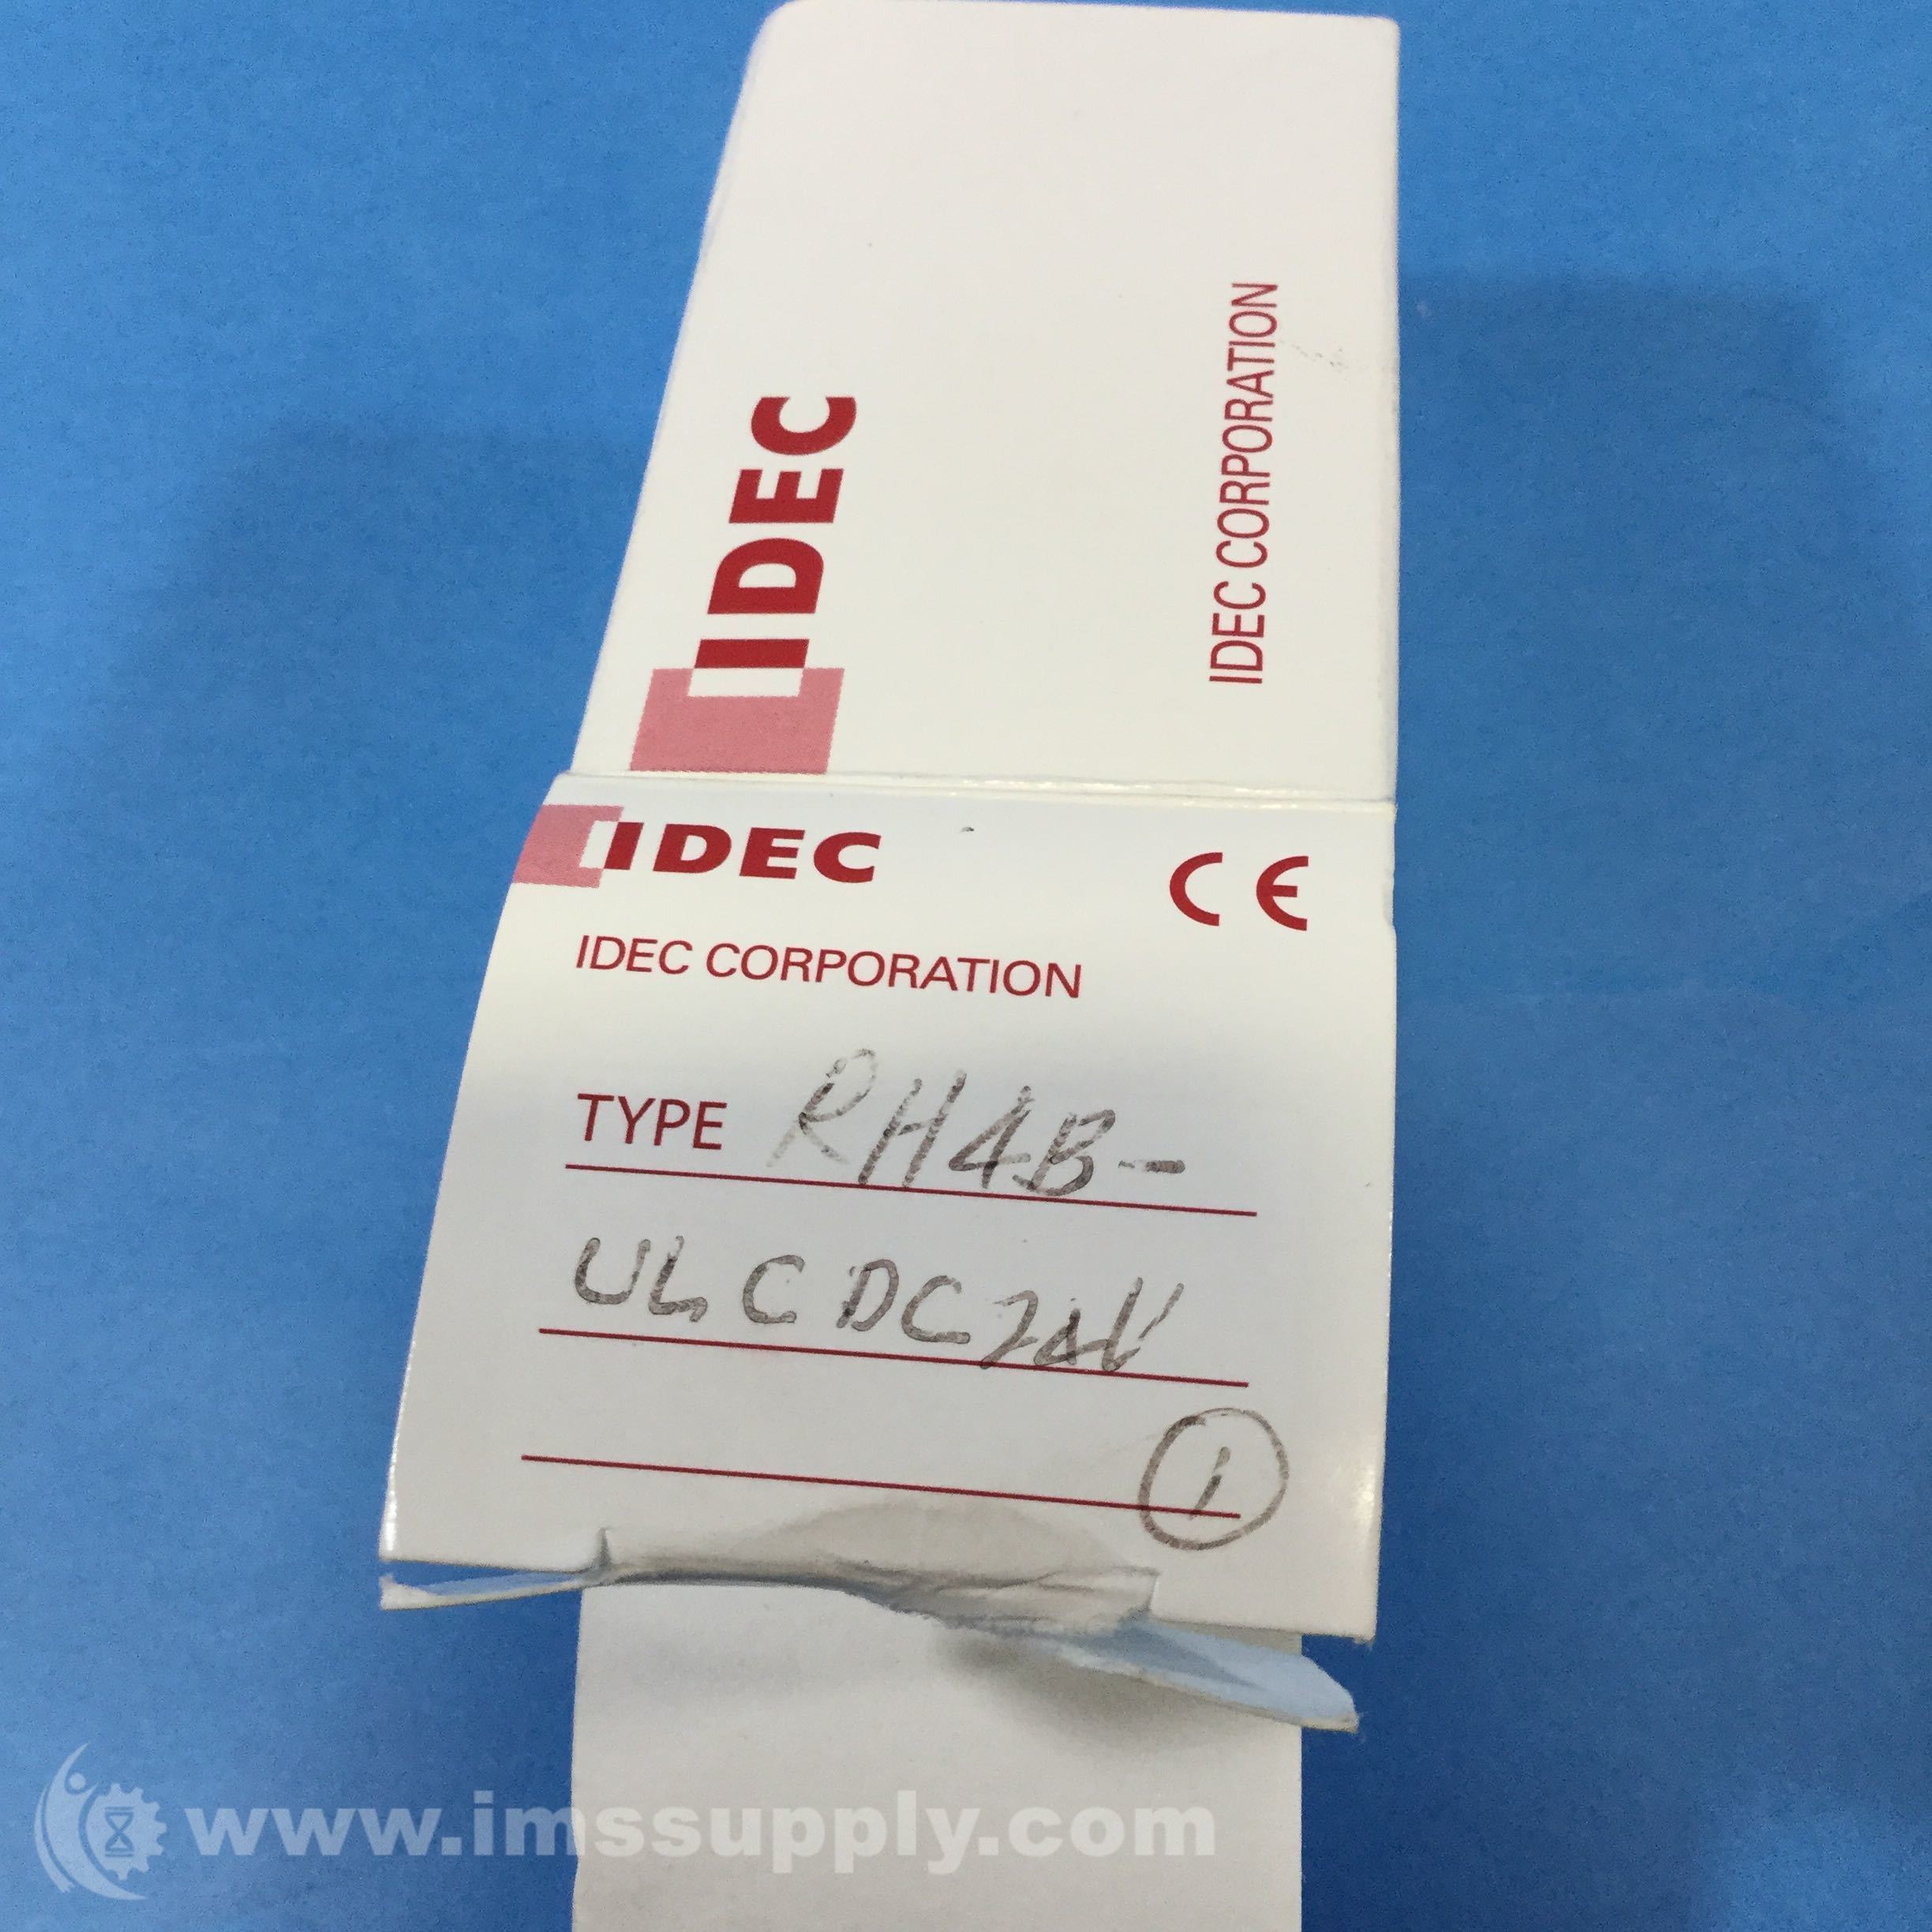 IDEC
IDEC CORPORATION
IDEC
CE
IDEC CORPORATION
TYPE RH4B-
ULC DC24V
1
www.imssupply.com